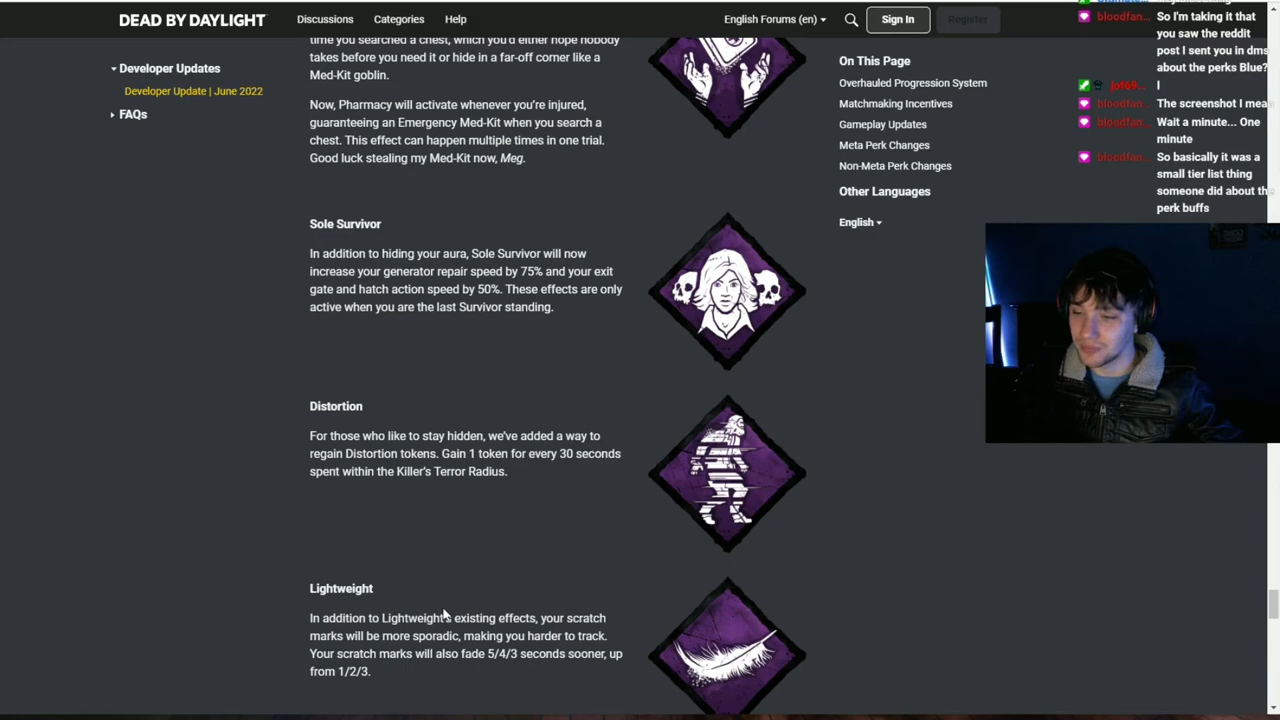 DEAD BY DAYLIGHT
Discussions
Categories
Help
English Forums (en)
Sign In
Register
Developer Updates
Developer Update | June 2022
FAQs
time you searched a chest, which you'd either hope nobody
takes before you need it or hide in a far-off corner like a
Med-Kit goblin.
Now, Pharmacy will activate whenever you're injured,
guaranteeing an Emergency Med-Kit when you search a
chest. This effect can happen multiple times in one trial.
Good luck stealing my Med-Kit now, Meg.
Sole Survivor
In addition to hiding your aura, Sole Survivor will now
increase your generator repair speed by 75% and your exit
gate and hatch action speed by 50%. These effects are only
active when you are the last Survivor standing.
Distortion
For those who like to stay hidden, we've added a way to
regain Distortion tokens. Gain 1 token for every 30 seconds
spent within the Killer's Terror Radius.
Lightweight
In addition to Lightweight's existing effects, your scratch
marks will be more sporadic, making you harder to track.
Your scratch marks will also fade 5/4/3 seconds sooner, up
from 1/2/3.
On This Page
Overhauled Progression System
Matchmaking Incentives
Gameplay Updates
Meta Perk Changes
Non-Meta Perk Changes
Other Languages
English
bloodfan... So I'm taking it that
you saw the reddit
post I sent you in dms
about the perks Blue?
jof69... I
bloodfan... The screenshot I mea
bloodfan... Wait a minute... One
minute
bloodfan... So basically it was a
small tier list thing
someone did about the
perk buffs